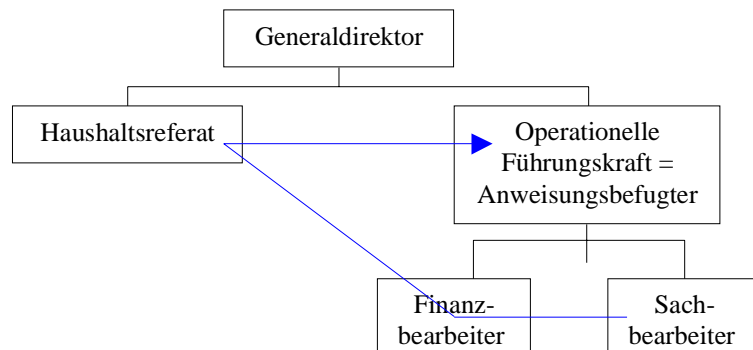 Generaldirektor
Haushaltsreferat
Operationelle
Führungskraft =
Anweisungsbefugter
Finanz-
bearbeiter
Sach-
bearbeiter